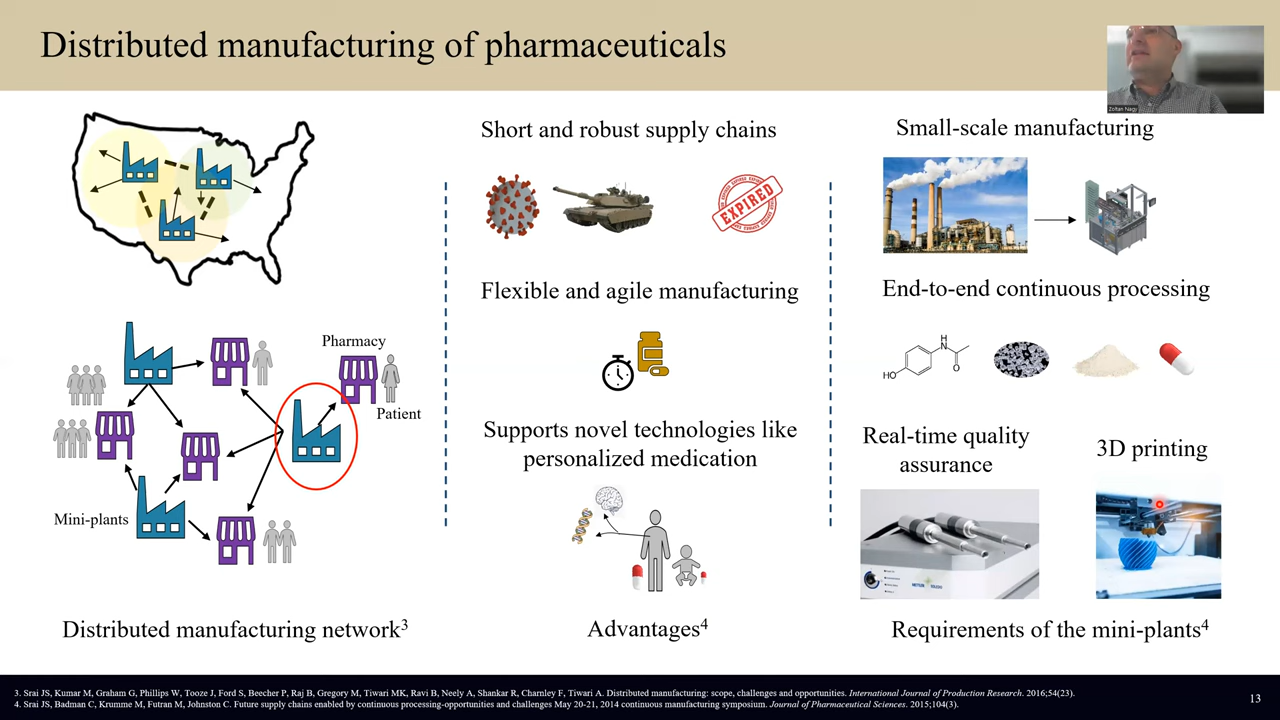 Distributed manufacturing of pharmaceuticals
Zoltan Nagy
Pharmacy
Patient
Mini-plants
Distributed manufacturing network3
Short and robust supply chains
EXPIRED
Flexible and agile manufacturing
Supports novel technologies like
personalized medication
Advantages4
Small-scale manufacturing
End-to-end continuous processing
H
N
HO
O
Real-time quality
assurance
3D printing
METTLER TOLEDO
Requirements of the mini-plants4
3. Srai JS, Kumar M, Graham G, Phillips W, Tooze J, Ford S, Beecher P, Raj B, Gregory M, Tiwari MK, Ravi B, Neely A, Shankar R, Charnley F, Tiwari A. Distributed manufacturing: scope, challenges and opportunities. International Journal of Production Research. 2016;54(23).
4. Srai JS, Badman C, Krumme M, Futran M, Johnston C. Future supply chains enabled by continuous processing-opportunities and challenges May 20-21, 2014 continuous manufacturing symposium. Journal of Pharmaceutical Sciences. 2015;104(3).
13